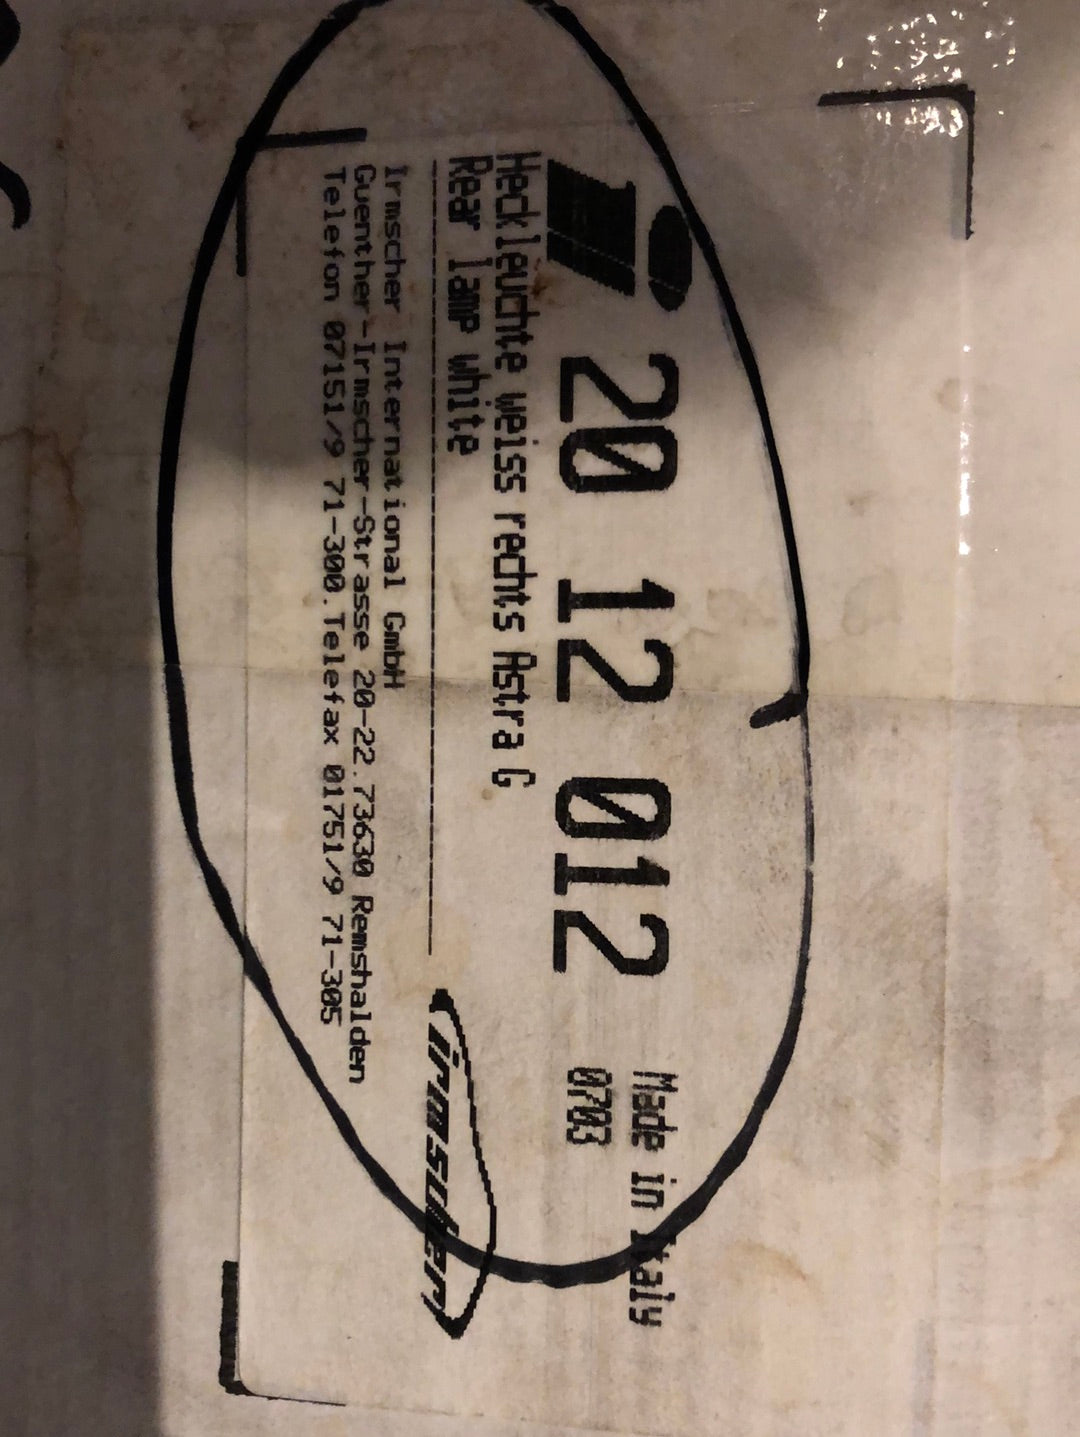 20 12 012
Made in Italy
0703
Heckleuchte weiss rechts Astra G
Rear lamp white
Irmscher International GmbH
Guenther-Irmscher-Strasse 20-22.73630 Remshalden
Telefon 07151/9 71-300.Telefax 01751/9 71-305
irmscher